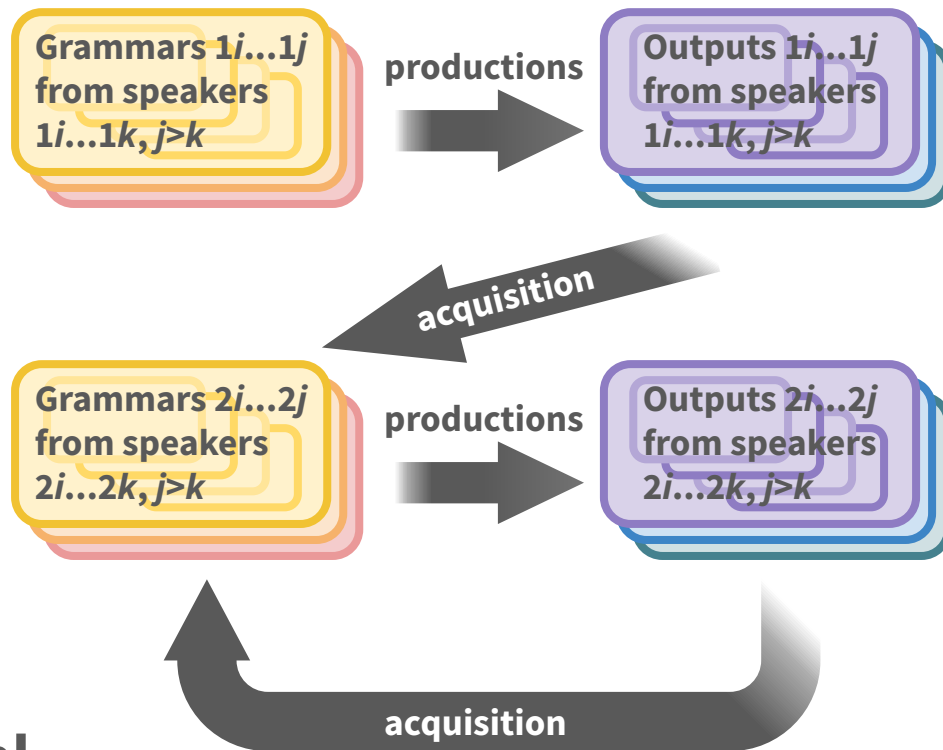 Grammars 1i...1j
from speakers
1i...1k, j>k
productions
Outputs 1i...1j
from speakers
1i...1k, j>k
acquisition
Grammars 2i...2j
from speakers
2i...2k, j>k
productions
Outputs 2i...2j
from speakers
2i...2k, j>k
acquisition